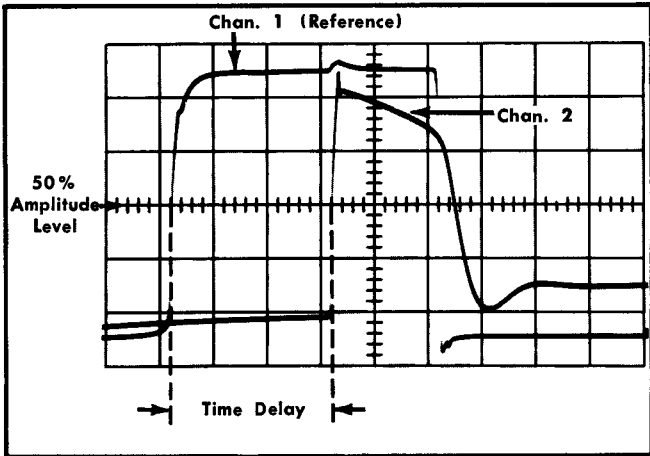 Chan. 1 (Reference)
Chan. 2
50%
Amplitude
Level
Time Delay